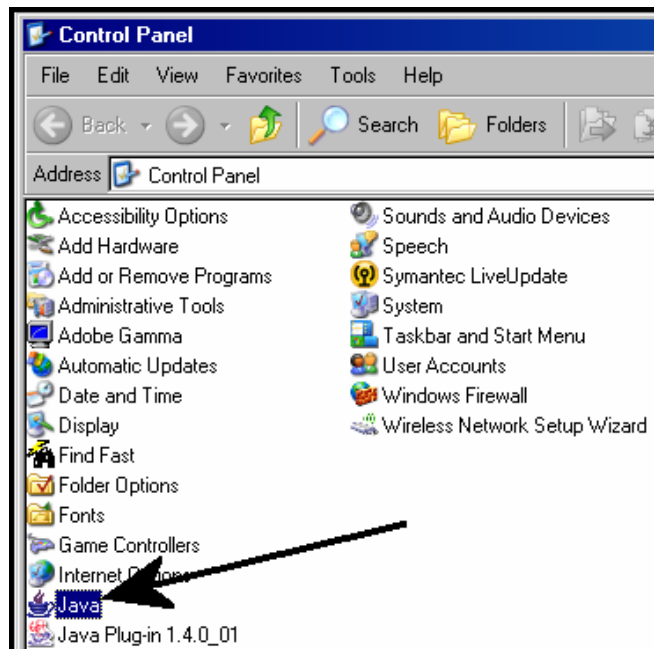 Control Panel
File Edit View Favorites Tools Help
Back Search Folders
Address Control Panel
Accessibility Options
Add Hardware
Add or Remove Programs
Administrative Tools
Adobe Gamma
Automatic Updates
Date and Time
Display
Find Fast
Folder Options
Fonts
Game Controllers
Internet Options
Java
Java Plug-in 1.4.0_01
Sounds and Audio Devices
Speech
Symantec LiveUpdate
System
Taskbar and Start Menu
User Accounts
Windows Firewall
Wireless Network Setup Wizard